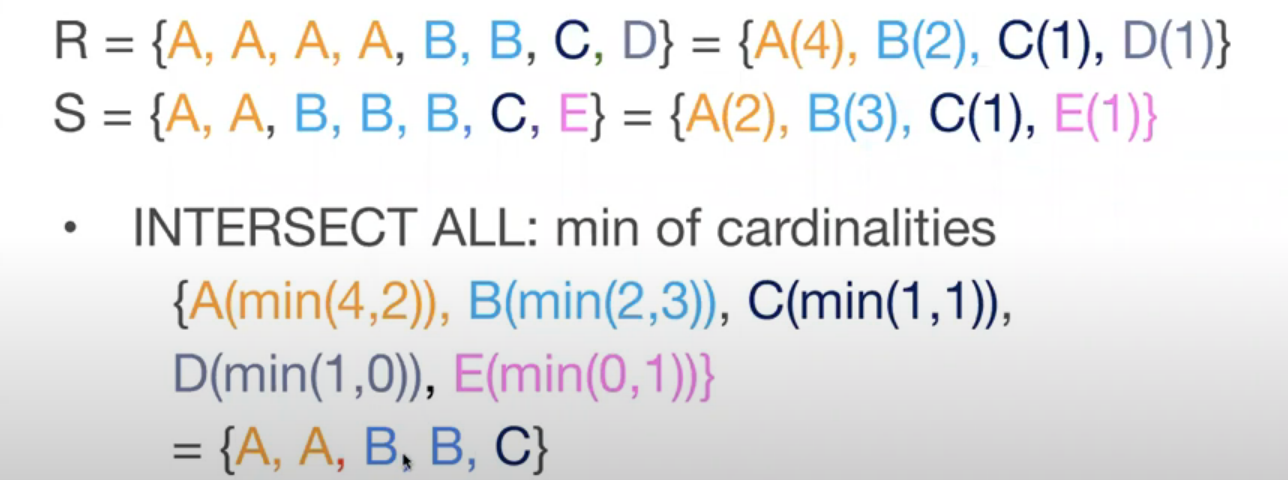 R = {A, A, A, A, B, B, C, D} = {A(4), B(2), C(1), D(1)}
S = {A, A, B, B, B, C, E} = {A(2), B(3), C(1), E(1)}
• INTERSECT ALL: min of cardinalities
{A(min(4,2)), B(min(2,3)), C(min(1,1)),
D(min(1,0)), E(min(0,1))}
= {A, A, B, B, C}